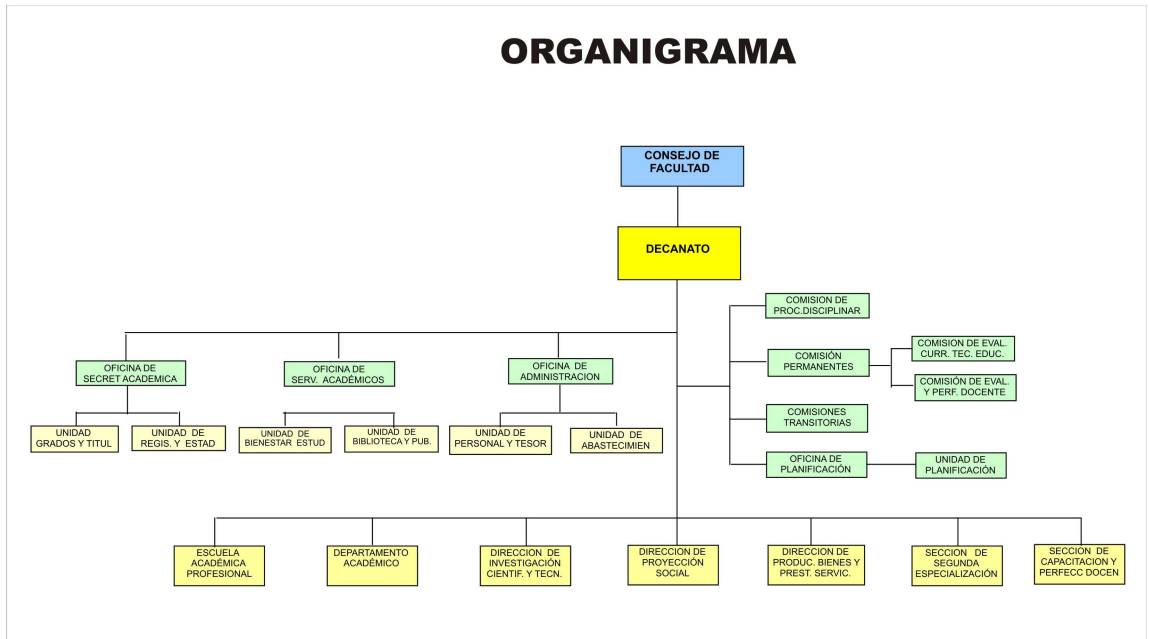 ORGANIGRAMA
CONSEJO DE
FACULTAD
DECANATO
COMISION DE
PROC.DISCIPLINAR
COMISIÓN
PERMANENTES
COMISION DE EVAL.
CURR. TEC. EDUC.
COMISIÓN DE EVAL.
Y PERF. DOCENTE
COMISIONES
TRANSITORIAS
OFICINA DE
PLANIFICACIÓN
UNIDAD DE
PLANIFICACIÓN
OFICINA DE
SECRET ACADEMICA
OFICINA DE
SERV. ACADÉMICOS
OFICINA DE
ADMINISTRACION
UNIDAD
GRADOS Y TITUL
UNIDAD DE
REGIS. Y ESTAD
UNIDAD DE
BIENESTAR ESTUD
UNIDAD DE
BIBLIOTECA Y PUB.
UNIDAD DE
PERSONAL Y TESOR
UNIDAD DE
ABASTECIMIEN
ESCUELA
ACADÉMICA
PROFESIONAL
DEPARTAMENTO
ACADÉMICO
DIRECCION DE
INVESTIGACIÓN
CIENTIF. Y TECN.
DIRECCION DE
PROYECCIÓN
SOCIAL
DIRECCION DE
PRODUC. BIENES Y
PREST. SERVIC.
SECCION DE
SEGUNDA
ESPECIALIZACIÓN
SECCION DE
CAPACITACION Y
PERFECC DOCEN